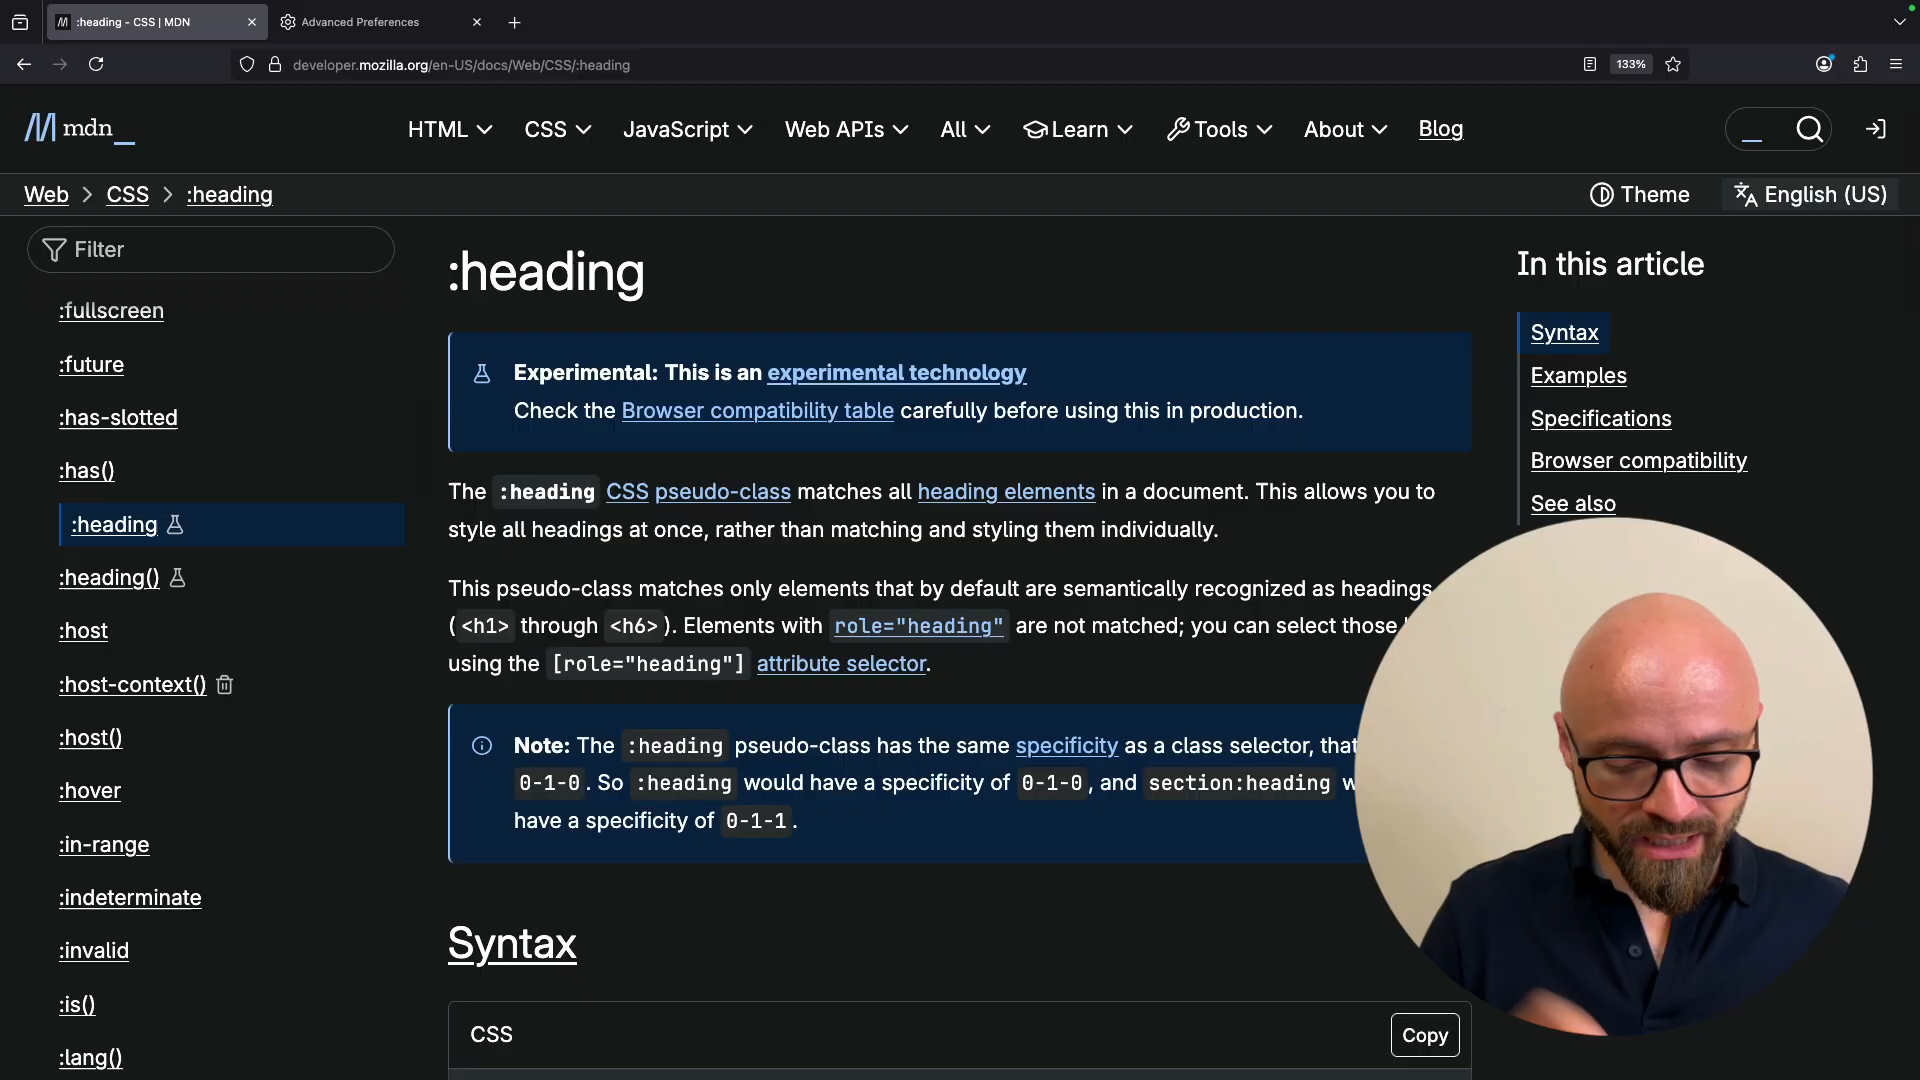 :heading - CSS | MDN
Advanced Preferences
developer.mozilla.org/en-US/docs/Web/CSS/:heading
133%
mdn_
HTML
CSS
JavaScript
Web APIs
All
Learn
Tools
About
Blog
Web
CSS
:heading
Theme
English (US)
Filter
:fullscreen
:future
:has-slotted
:has()
:heading
:heading()
:host
:host-context()
:host()
:hover
:in-range
:indeterminate
:invalid
:is()
:lang()
:heading
Experimental: This is an experimental technology
Check the Browser compatibility table carefully before using this in production.
The :heading CSS pseudo-class matches all heading elements in a document. This allows you to
style all headings at once, rather than matching and styling them individually.
This pseudo-class matches only elements that by default are semantically recognized as headings
(<h1> through <h6>). Elements with role="heading" are not matched; you can select those
using the [role="heading"] attribute selector.
Note: The :heading pseudo-class has the same specificity as a class selector, that
0-1-0. So :heading would have a specificity of 0-1-0, and section:heading
have a specificity of 0-1-1.
Syntax
CSS
Copy
In this article
Syntax
Examples
Specifications
Browser compatibility
See also